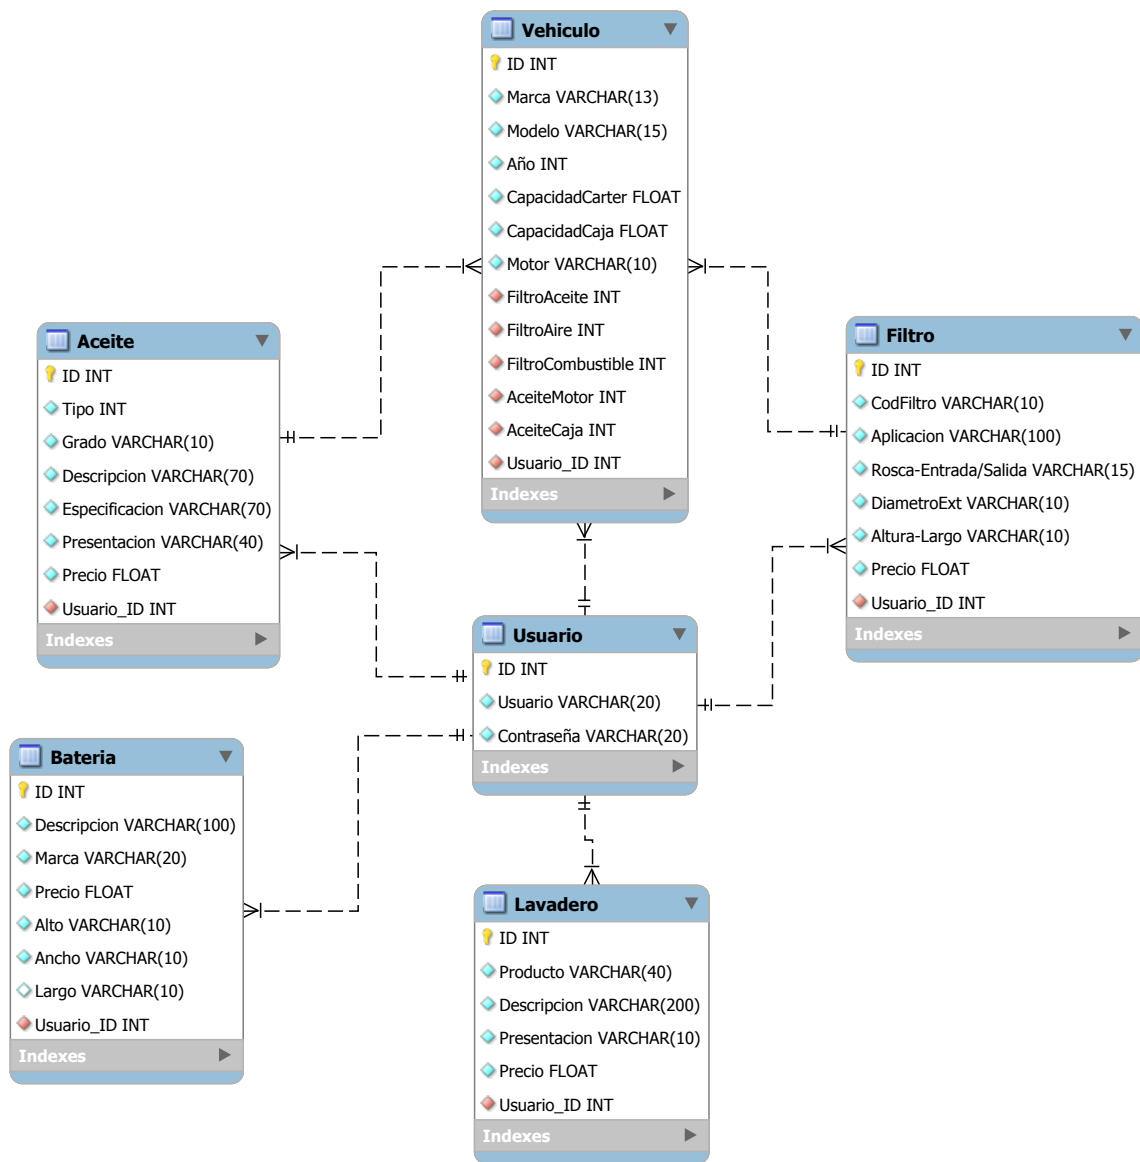 Vehiculo
ID INT
Marca VARCHAR(13)
Modelo VARCHAR(15)
Año INT
CapacidadCarter FLOAT
CapacidadCaja FLOAT
Motor VARCHAR(10)
FiltroAceite INT
FiltroAire INT
FiltroCombustible INT
AceiteMotor INT
AceiteCaja INT
Usuario_ID INT
Indexes
Aceite
ID INT
Tipo INT
Grado VARCHAR(10)
Descripcion VARCHAR(70)
Especificacion VARCHAR(70)
Presentacion VARCHAR(40)
Precio FLOAT
Usuario_ID INT
Indexes
Filtro
ID INT
CodFiltro VARCHAR(10)
Aplicacion VARCHAR(100)
Rosca-Entrada/Salida VARCHAR(15)
DiametroExt VARCHAR(10)
Altura-Largo VARCHAR(10)
Precio FLOAT
Usuario_ID INT
Indexes
Usuario
ID INT
Usuario VARCHAR(20)
Contraseña VARCHAR(20)
Indexes
Bateria
ID INT
Descripcion VARCHAR(100)
Marca VARCHAR(20)
Precio FLOAT
Alto VARCHAR(10)
Ancho VARCHAR(10)
Largo VARCHAR(10)
Usuario_ID INT
Indexes
Lavadero
ID INT
Producto VARCHAR(40)
Descripcion VARCHAR(200)
Presentacion VARCHAR(10)
Precio FLOAT
Usuario_ID INT
Indexes